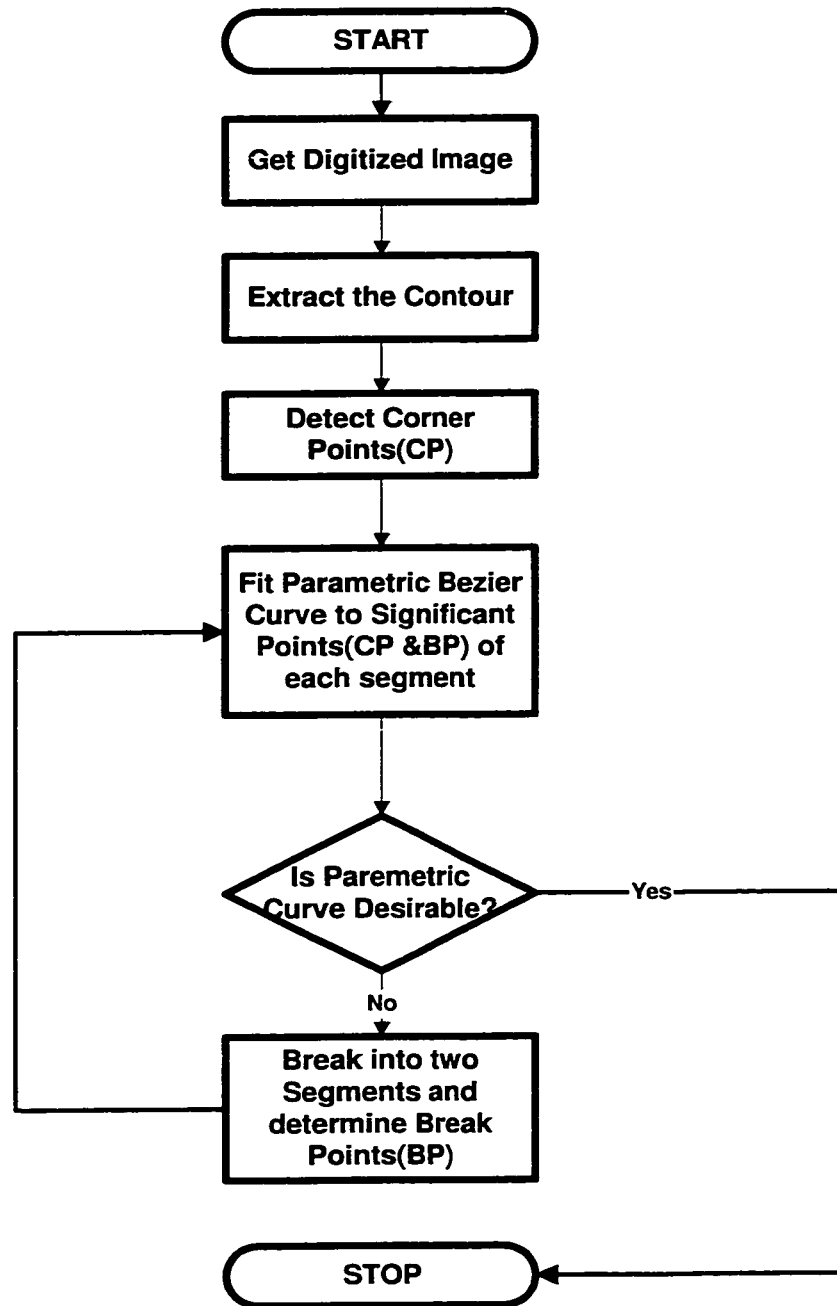 START
Get Digitized Image
Extract the Contour
Detect Corner
Points(CP)
Fit Parametric Bezier
Curve to Significant
Points(CP &BP) of
each segment
Is Paremetric
Curve Desirable?
Yes
No
Break into two
Segments and
determine Break
Points(BP)
STOP